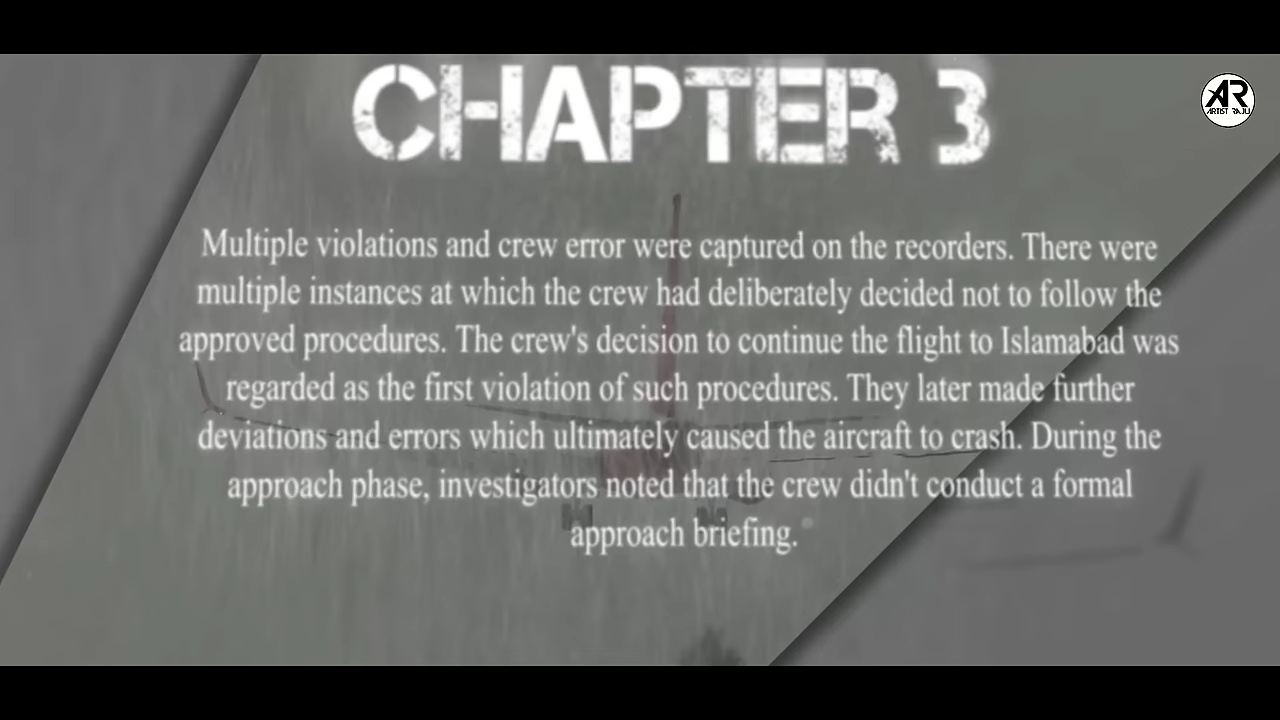 CHAPTER 3
AR
ARTIST RAJU
Multiple violations and crew error were captured on the recorders. There were
multiple instances at which the crew had deliberately decided not to follow the
approved procedures. The crew's decision to continue the flight to Islamabad was
regarded as the first violation of such procedures. They later made further
deviations and errors which ultimately caused the aircraft to crash. During the
approach phase, investigators noted that the crew didn't conduct a formal
approach briefing.